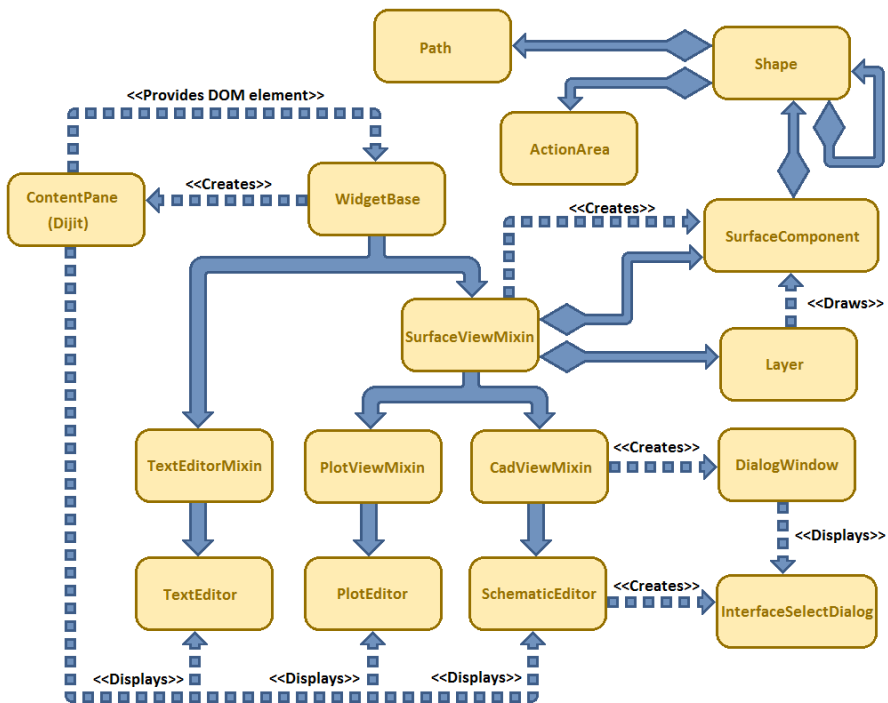 Path
Shape
<<Provides DOM element>>
ActionArea
ContentPane
(Dijit)
<<Creates>>
WidgetBase
<<Creates>>
SurfaceComponent
<<Draws>>
SurfaceViewMixin
Layer
TextEditorMixin
PlotViewMixin
CadViewMixin
<<Creates>>
DialogWindow
<<Displays>>
TextEditor
PlotEditor
SchematicEditor
<<Creates>>
InterfaceSelectDialog
<<Displays>>
<<Displays>>
<<Displays>>